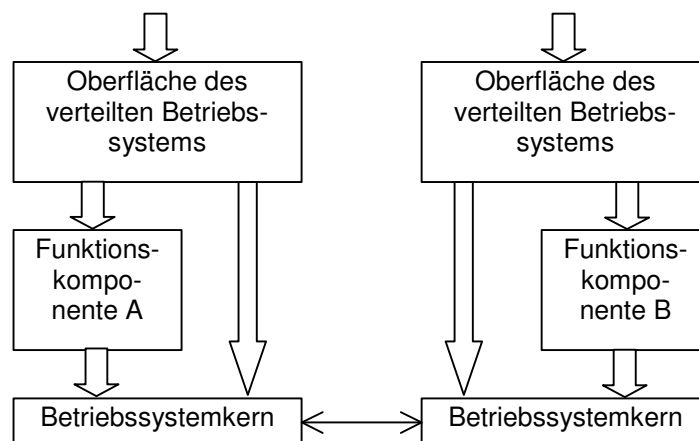 Oberfläche des
verteilten Betriebs-
systems
Oberfläche des
verteilten Betriebs-
systems
Funktions-
kompo-
nente A
Funktions-
kompo-
nente B
Betriebssystemkern
Betriebssystemkern